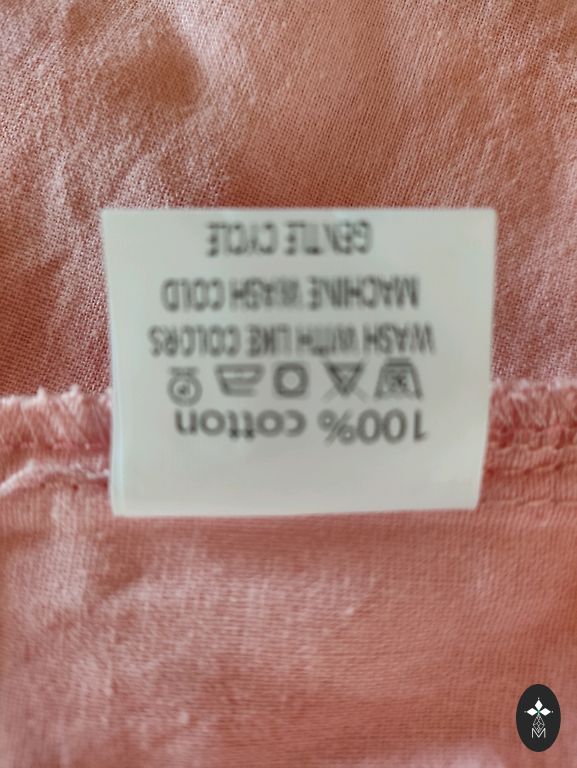 100% cotton
WASH WITH LIKE COLORS
MACHINE WASH COLD
GENTLE CYCLE